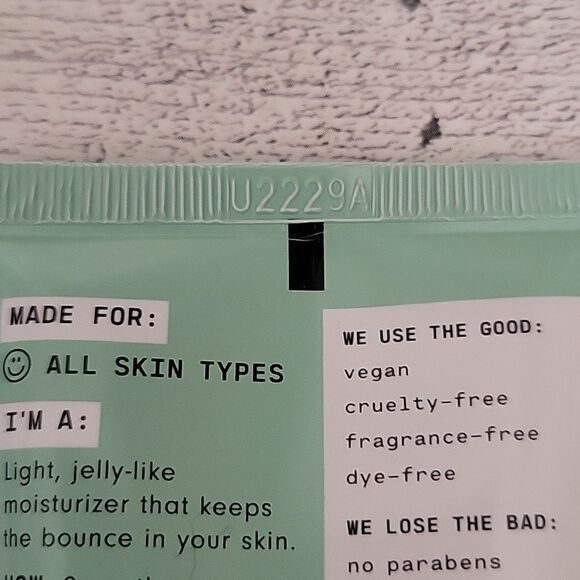 U2229A
MADE FOR:
ALL SKIN TYPES
I'M A:
Light, jelly-like
moisturizer that keeps
the bounce in your skin.
WE USE THE GOOD:
vegan
cruelty-free
fragrance-free
dye-free
WE LOSE THE BAD:
no parabens